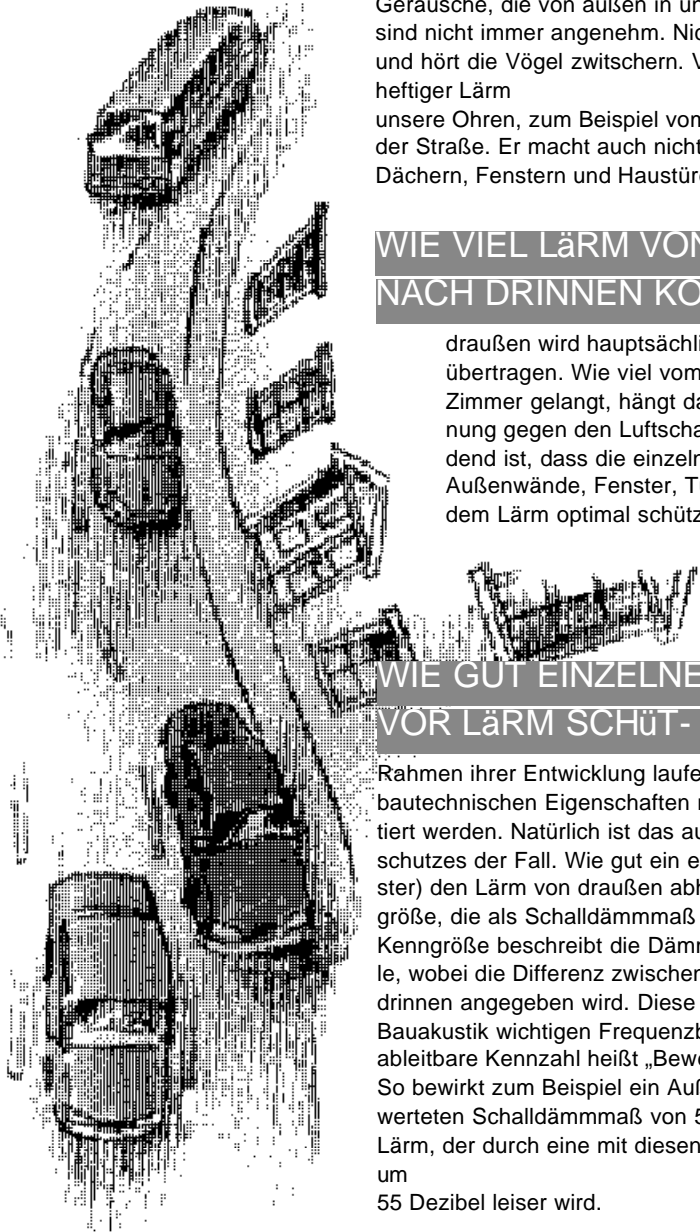 Geräusche, die von außen in un
sind nicht immer angenehm. Nic
und hört die Vögel zwitschern. V
heftiger Lärm
unsere Ohren, zum Beispiel vom
der Straße. Er macht auch nicht
Dächern, Fenstern und Haustür
WIE VIEL LäRM VON
NACH DRINNEN KO
draußen wird hauptsächli
übertragen. Wie viel vom
Zimmer gelangt, hängt da
nung gegen den Luftscha
dend ist, dass die einzeln
Außenwände, Fenster, T
dem Lärm optimal schütz
WIE GUT EINZELNE
VOR LäRM SCHüT-
Rahmen ihrer Entwicklung laufe
bautechnischen Eigenschaften
tiert werden. Natürlich ist das au
schutzes der Fall. Wie gut ein e
ster) den Lärm von draußen abh
größe, die als Schalldämmmaß
Kenngröße beschreibt die Dämm
le, wobei die Differenz zwischen
drinnen angegeben wird. Diese
Bauakustik wichtigen Frequenzb
ableitbare Kennzahl heißt „Bewe
So bewirkt zum Beispiel ein Auß
werteten Schalldämmmaß von 5
Lärm, der durch eine mit diesen
um
55 Dezibel leiser wird.